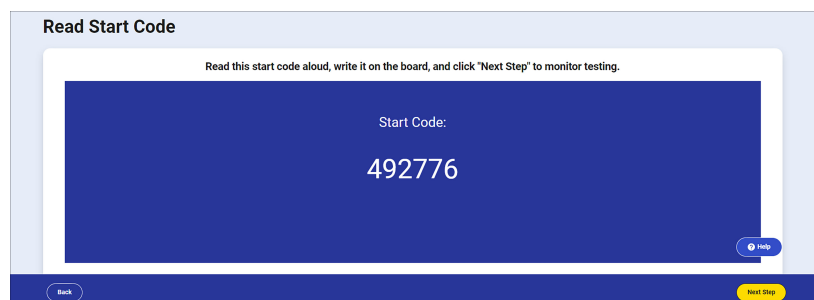 Read Start Code
Read this start code aloud, write it on the board, and click "Next Step" to monitor testing.
Start Code:
492776
Help
Back
Next Step